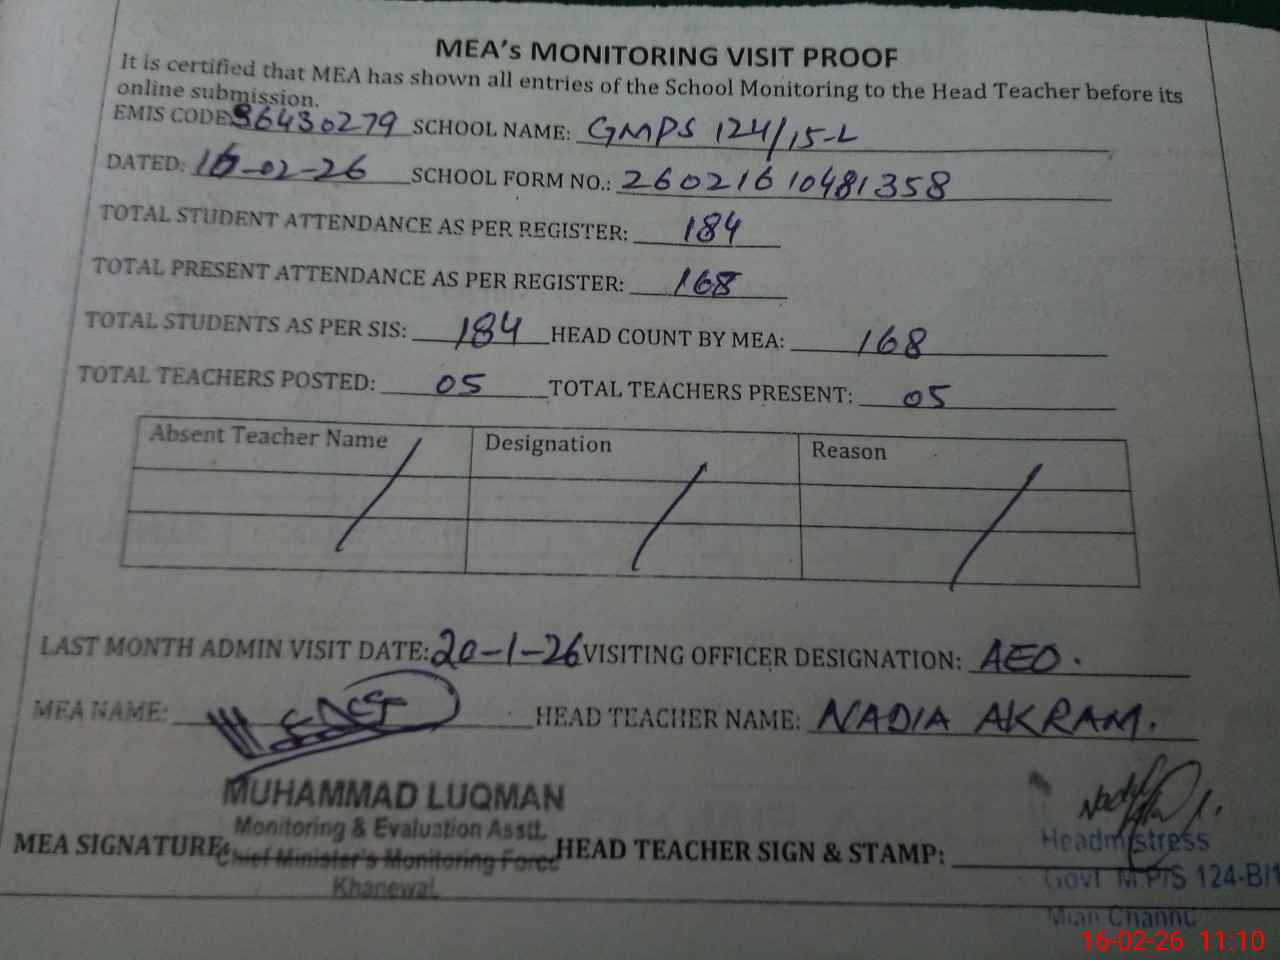 MEA's MONITORING VISIT PROOF
It is certified that MEA has shown all entries of the School Monitoring to the Head Teacher before its
online submission.
EMIS CODE: 36430279 SCHOOL NAME: GMPS 124/15-L
DATED: 16-02-26 SCHOOL FORM NO.: 26021610481358
TOTAL STUDENT ATTENDANCE AS PER REGISTER: 184
TOTAL PRESENT ATTENDANCE AS PER REGISTER: 168
TOTAL STUDENTS AS PER SIS: 184 HEAD COUNT BY MEA: 168
TOTAL TEACHERS POSTED: 05 TOTAL TEACHERS PRESENT: 05
Absent Teacher Name Designation Reason
LAST MONTH ADMIN VISIT DATE: 20-1-26 VISITING OFFICER DESIGNATION: AEO.
MEA NAME: HEAD TEACHER NAME: NADIA AKRAM.
MUHAMMAD LUQMAN
Monitoring & Evaluation Asstt.
MEA SIGNATURE: Chief Minister's Monitoring Force HEAD TEACHER SIGN & STAMP:
Khanewal.
Headmistress
Govt M.P/S 124-
Mian Channu
16-02-26 11:10